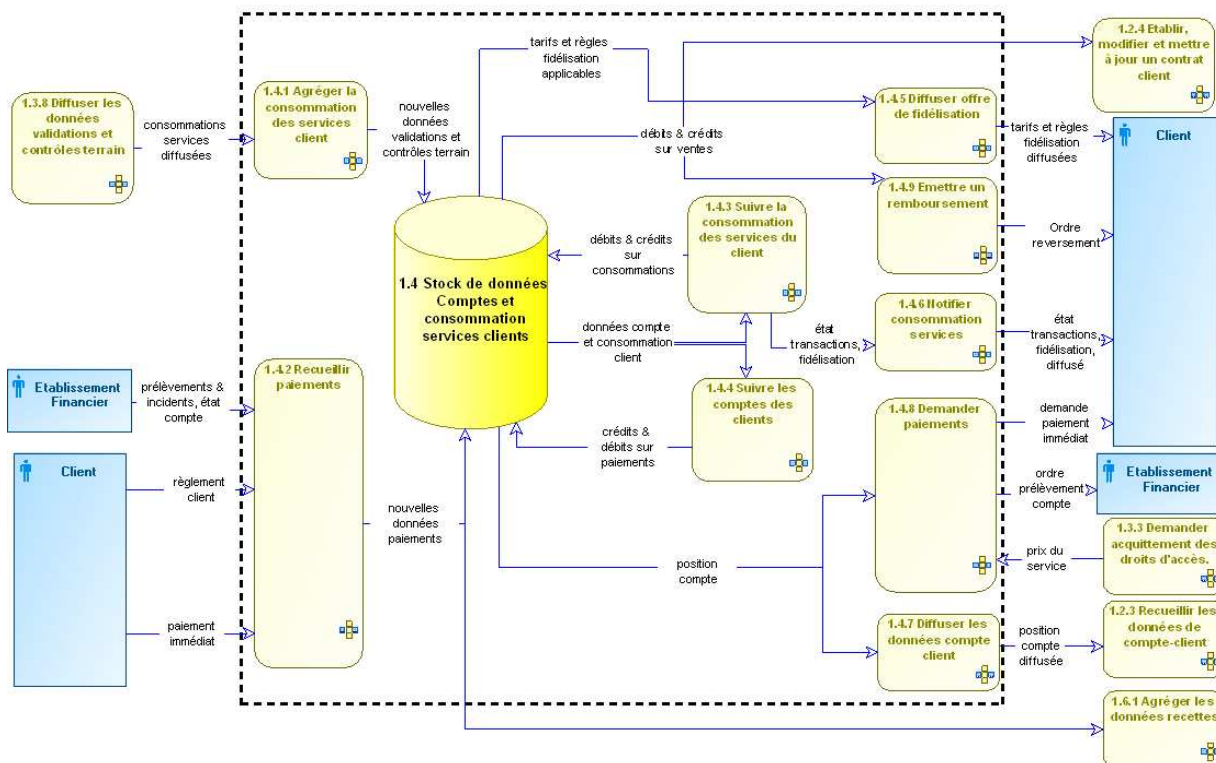 tarifs et règles
fidélisation
applicables
1.2.4 Etablir,
modifier et mettre
à jour un contrat
client
1.3.8 Diffuser les
données
validations et
contrôles terrain
consommations
services
diffusées
1.4.1 Agréger la
consommation
des services
client
nouvelles
données
validations et
contrôles terrain
débits & crédits
sur ventes
1.4.5 Diffuser offre
de fidélisation
tarifs et règles
fidélisation
diffusées
Client
1.4.9 Emettre un
remboursement
Ordre
reversement
1.4.3 Suivre la
consommation
des services du
client
débits & crédits
sur
consommations
1.4 Stock de données
Comptes et
consommation
services clients
données compte
et consommation
client
état
transactions,
fidélisation
1.4.6 Notifier
consommation
services
état
transactions,
fidélisation,
diffusé
1.4.4 Suivre les
comptes des
clients
crédits &
débits sur
paiements
1.4.2 Recueillir
paiements
Etablissement
Financier
prélèvements &
incidents, état
compte
Client
règlement
client
paiement
immédiat
nouvelles
données
paiements
position
compte
1.4.8 Demander
paiements
demande
paiement
immédiat
ordre
prélèvement
compte
Etablissement
Financier
prix du
service
1.3.3 Demander
acquittement des
droits d'accès.
1.4.7 Diffuser les
données compte
client
position
compte
diffusée
1.2.3 Recueillir les
données de
compte-client
1.6.1 Agréger les
données recettes